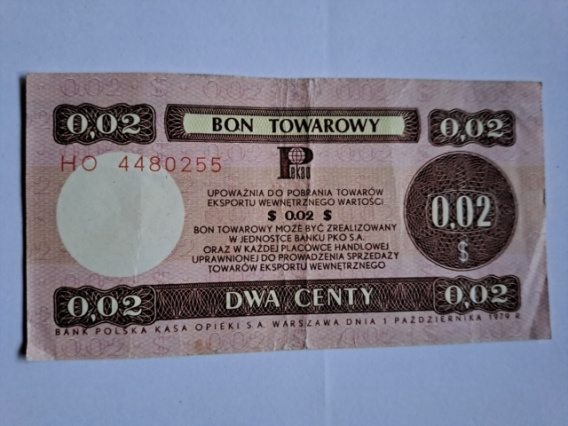 0,02 BON TOWAROWY 0,02
HO 4480255
Pekao
UPOWAŻNIA DO POBRANIA TOWARÓW
EKSPORTU WEWNĘTRZNEGO WARTOŚCI
$ 0.02 $
BON TOWAROWY MOŻE BYĆ ZREALIZOWANY
W JEDNOSTCE BANKU PKO S.A.
ORAZ W KAŻDEJ PLACÓWCE HANDLOWEJ
UPRAWNIONEJ DO PROWADZENIA SPRZEDAŻY
TOWARÓW EKSPORTU WEWNĘTRZNEGO
0,02
$
0,02 DWA CENTY 0,02
BANK POLSKA KASA OPIEKI S.A. WARSZAWA DNIA 1 PAŹDZIERNIKA 1979 R.